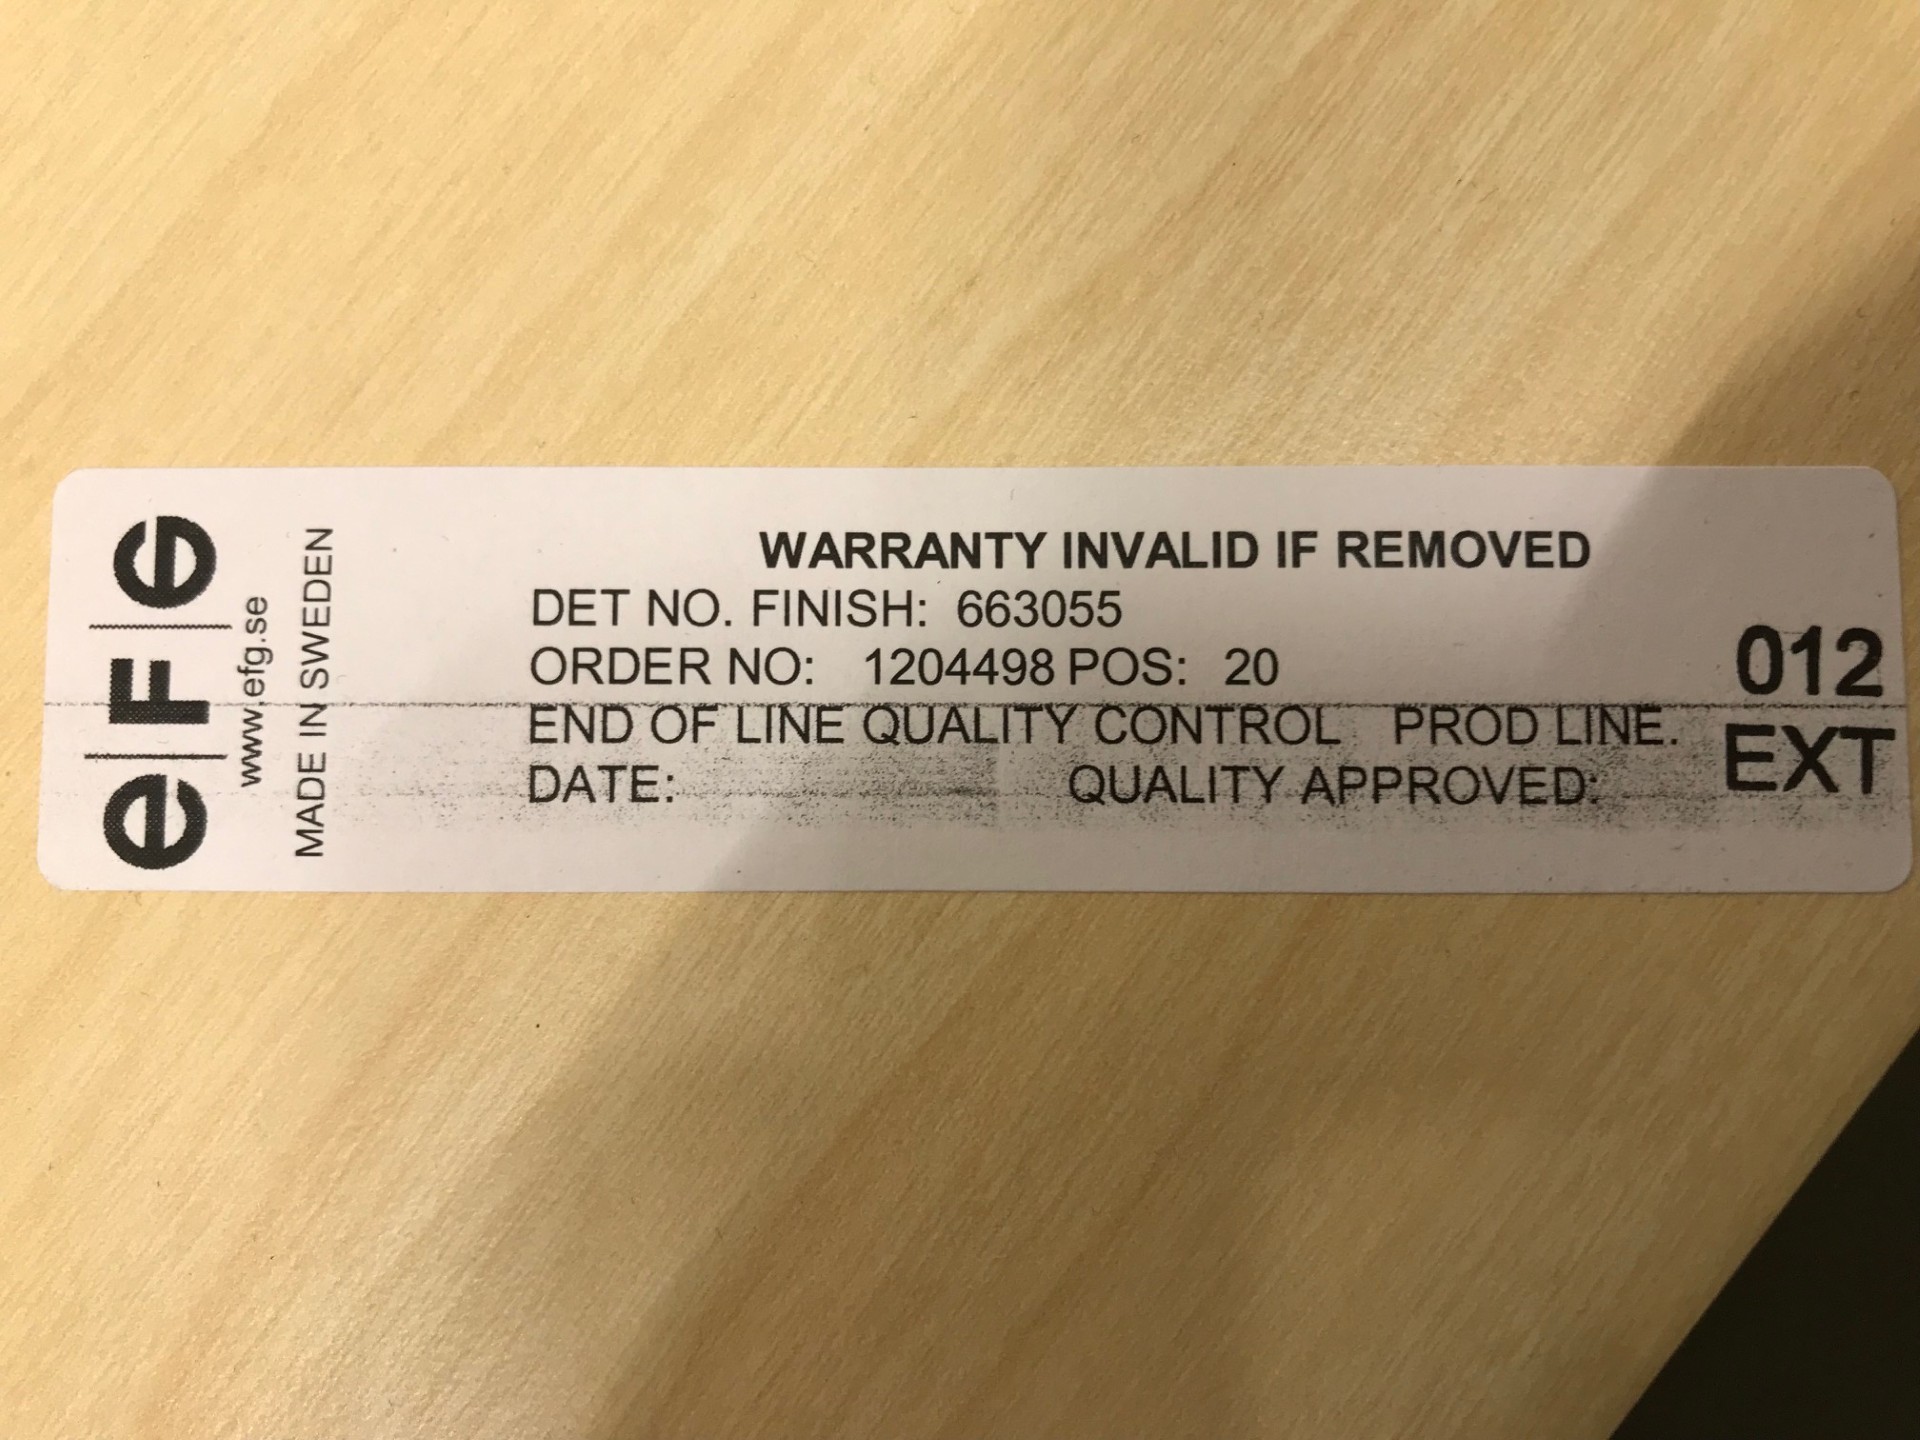 eFG
www.efg.se
MADE IN SWEDEN
WARRANTY INVALID IF REMOVED
DET NO. FINISH: 663055
ORDER NO: 1204498 POS: 20
END OF LINE QUALITY CONTROL PROD LINE.
DATE: QUALITY APPROVED:
012
EXT